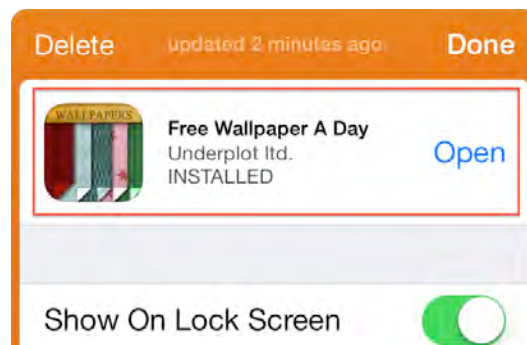 Delete updated 2 minutes ago Done
WALLPAPERS
Free Wallpaper A Day
Underplot ltd.
INSTALLED
Open
Show On Lock Screen